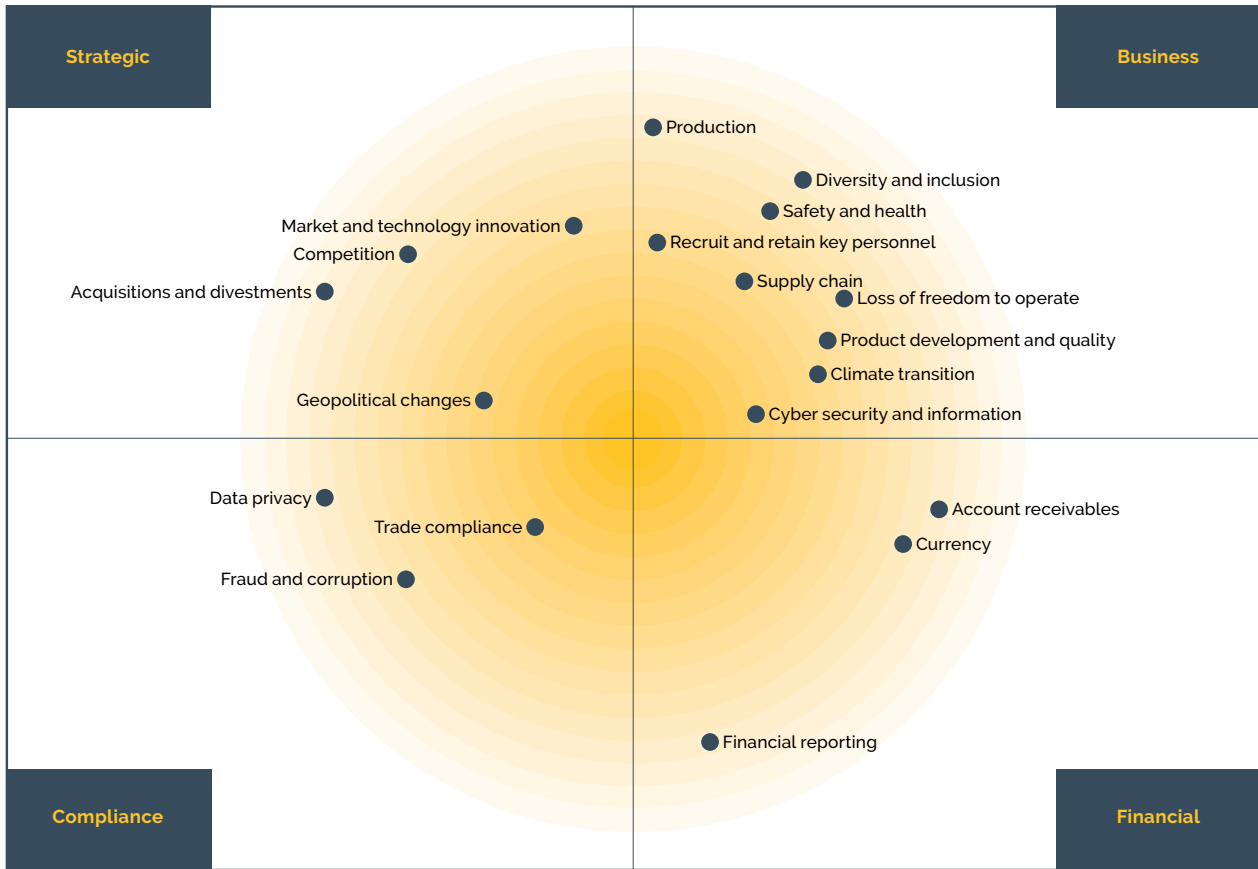 Strategic
Business
Production
Diversity and inclusion
Safety and health
Market and technology innovation
Recruit and retain key personnel
Competition
Supply chain
Acquisitions and divestments
Loss of freedom to operate
Product development and quality
Climate transition
Geopolitical changes
Cyber security and information
Data privacy
Account receivables
Trade compliance
Currency
Fraud and corruption
Financial reporting
Compliance
Financial